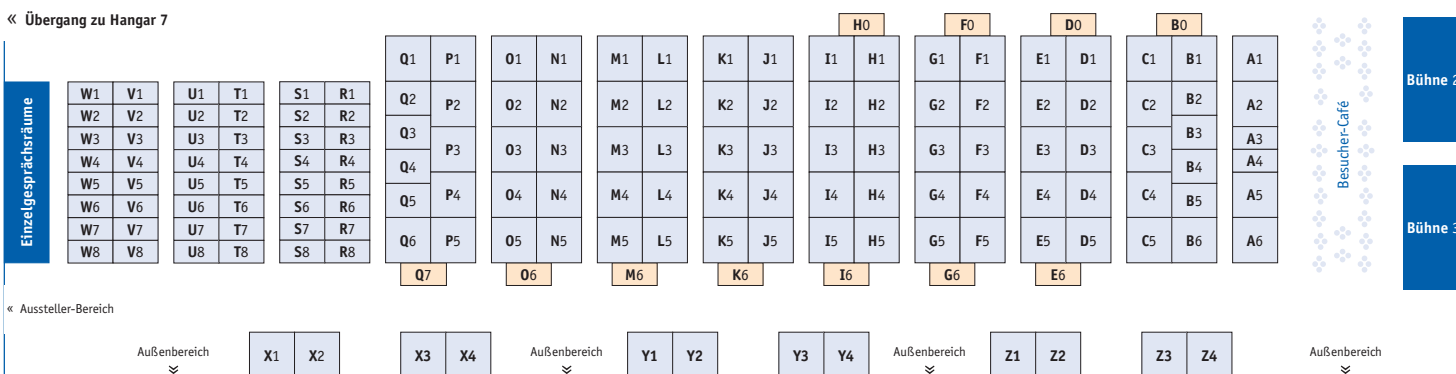 « Übergang zu Hangar 7
H0 F0 D0 B0
Q1 P1 O1 N1 M1 L1 K1 J1 I1 H1 G1 F1 E1 D1 C1 B1 A1
Bühne 2
W1 V1 U1 T1 S1 R1
Q2 P2 O2 N2 M2 L2 K2 J2 I2 H2 G2 F2 E2 D2 C2 B2 A2
W2 V2 U2 T2 S2 R2
Q3 B3 A3
W3 V3 U3 T3 S3 R3
P3 O3 N3 M3 L3 K3 J3 I3 H3 G3 F3 E3 D3 C3
W4 V4 U4 T4 S4 R4
Q4 B4 A4
Einzelgesprächsräume
Besucher-Café
W5 V5 U5 T5 S5 R5
Q5 P4 O4 N4 M4 L4 K4 J4 I4 H4 G4 F4 E4 D4 C4 B5 A5
W6 V6 U6 T6 S6 R6
W7 V7 U7 T7 S7 R7
Bühne 3
Q6 P5 O5 N5 M5 L5 K5 J5 I5 H5 G5 F5 E5 D5 C5 B6 A6
W8 V8 U8 T8 S8 R8
Q7 O6 M6 K6 I6 G6 E6
« Aussteller-Bereich
Außenbereich X1 X2 X3 X4 Außenbereich Y1 Y2 Y3 Y4 Außenbereich Z1 Z2 Z3 Z4 Außenbereich